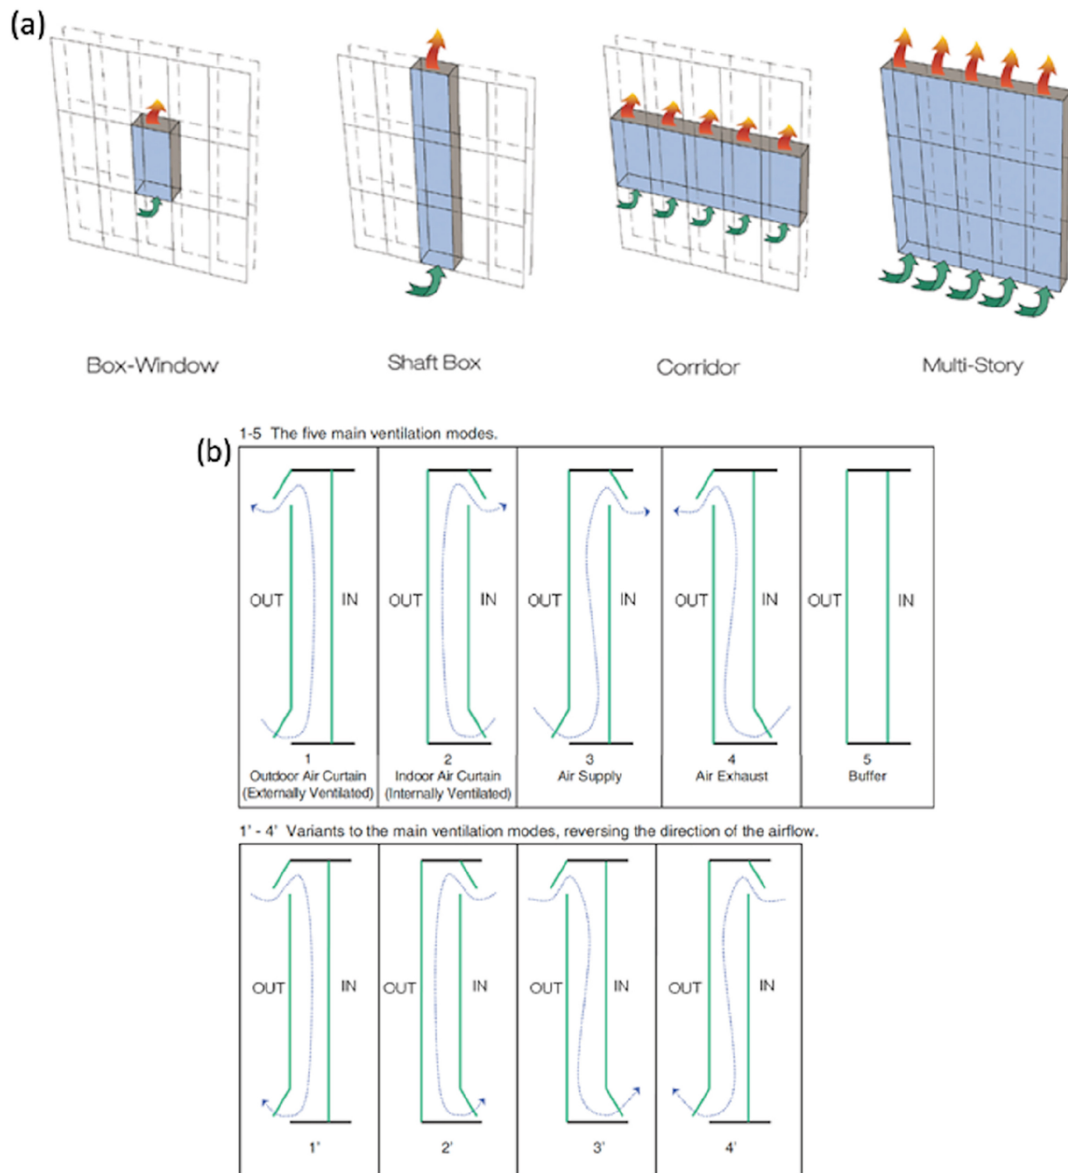 (a)
Box-Window
Shaft Box
Corridor
Multi-Story
(b)
1-5 The five main ventilation modes.
OUT IN
OUT IN
OUT IN
OUT IN
OUT IN
1
Outdoor Air Curtain
(Externally Ventilated)
2
Indoor Air Curtain
(Internally Ventilated)
3
Air Supply
4
Air Exhaust
5
Buffer
1' - 4' Variants to the main ventilation modes, reversing the direction of the airflow.
OUT IN
OUT IN
OUT IN
OUT IN
1'
2'
3'
4'